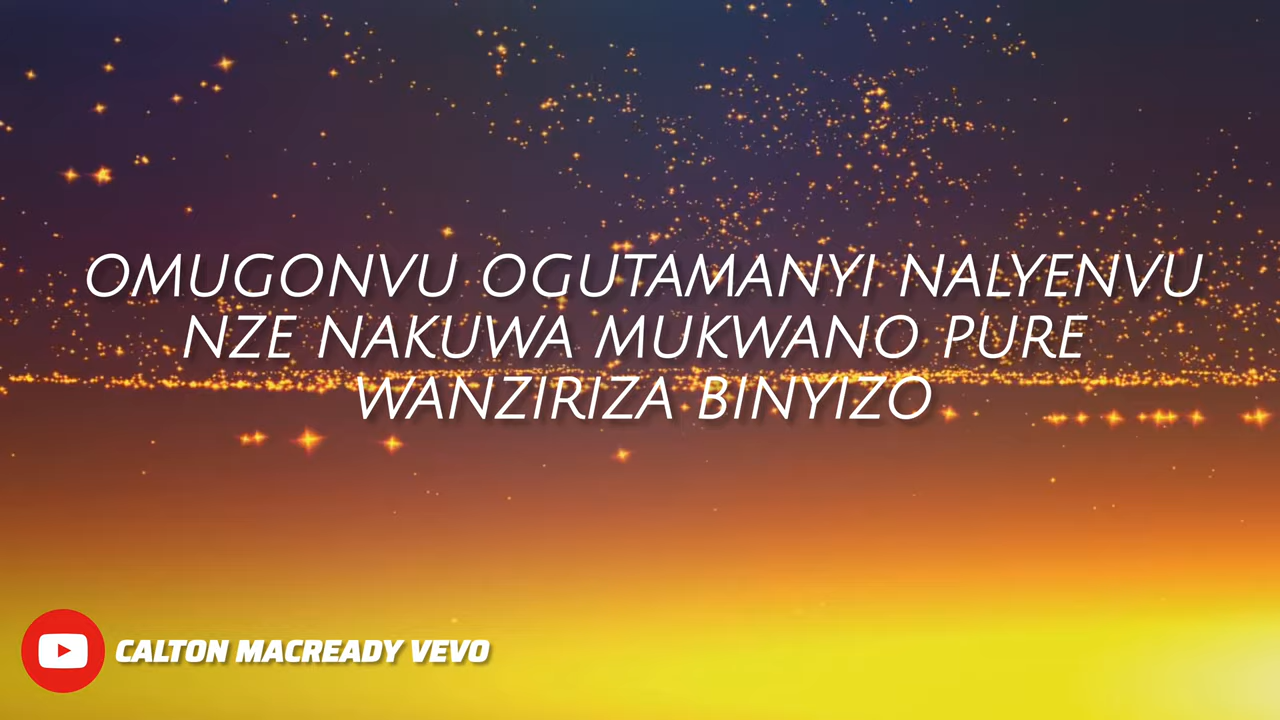 OMUGONVU OGUTAMANYI NALYENVU
NZE NAKUWA MUKWANO PURE
WANZIRIZA BINYIZO
CALTON MACREADY VEVO